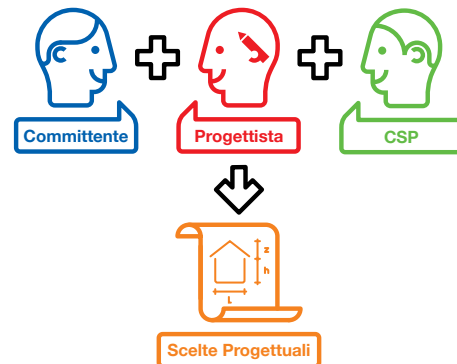 Committente
Progettista
CSP
z
h
L
Scelte Progettuali